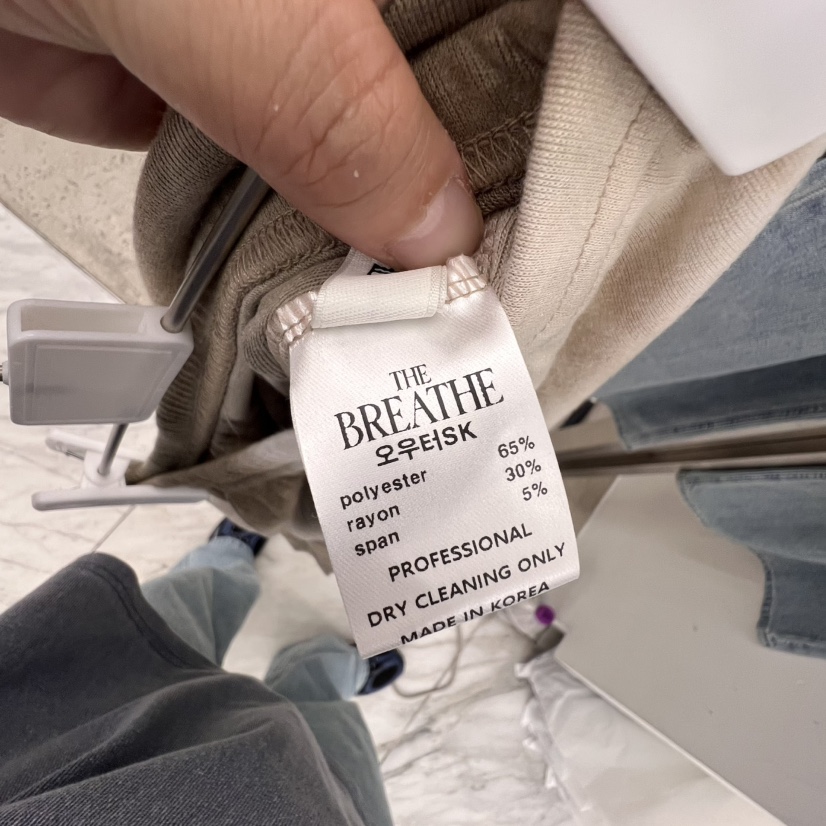 THE
BREATHE
오우터SK
polyester 65%
rayon 30%
span 5%
PROFESSIONAL
DRY CLEANING ONLY
MADE IN KOREA